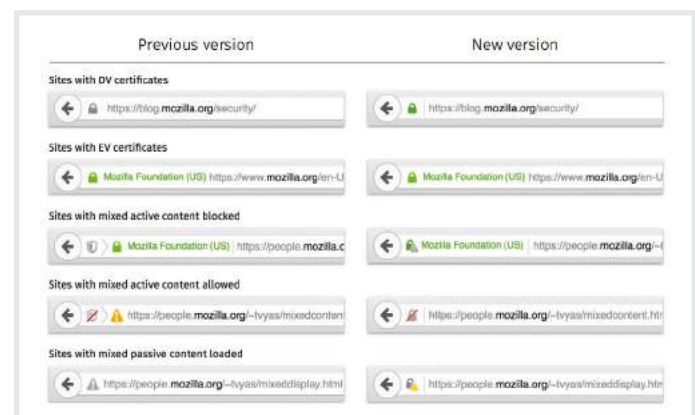 Previous version New version
Sites with DV certificates
https://blog.mozilla.org/security/ https://blog.mozilla.org/security/
Sites with EV certificates
Mozilla Foundation (US) https://www.mozilla.org/en-U Mozilla Foundation (US) https://www.mozilla.org/en-U
Sites with mixed active content blocked
Mozilla Foundation (US) https://people.mozilla.c Mozilla Foundation (US) https://people.mozilla.org/~t
Sites with mixed active content allowed
https://people.mozilla.org/~tvyas/mixedcontent https://people.mozilla.org/~tvyas/mixedcontent.htr
Sites with mixed passive content loaded
https://people.mozilla.org/~tvyas/mixeddisplay.html https://people.mozilla.org/~tvyas/mixeddisplay.htm